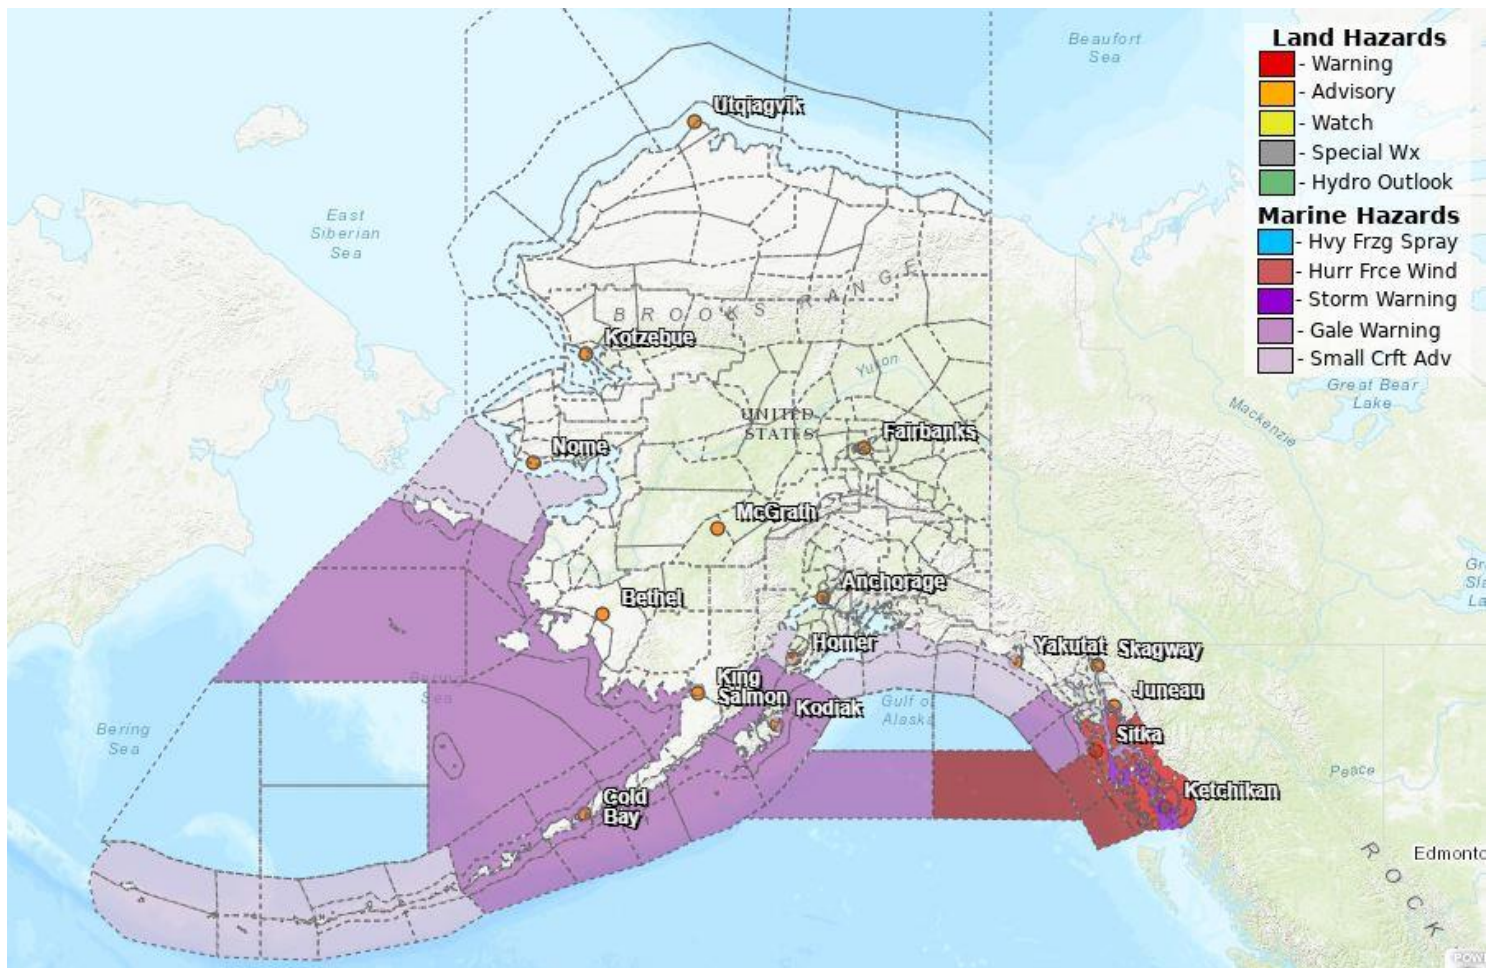 Beaufort
Sea
Land Hazards
- Warning
- Advisory
- Watch
- Special Wx
- Hydro Outlook
Marine Hazards
- Hvy Frzg Spray
- Hurr Frce Wind
- Storm Warning
- Gale Warning
- Small Crft Adv
Utqiagvik
East
Siberian
Sea
BROOKS RANGE
Kotzebue
Yukon
Great Bear
Lake
Mackenzie
UNITED
STATES
Fairbanks
Nome
McGrath
Anchorage
Bethel
Homer
Yakutat
Skagway
King
Salmon
Kodiak
Juneau
Gulf of
Alaska
Bering
Sea
Sitka
Peace
Ketchikan
Cold
Bay
Edmonto
ROCK